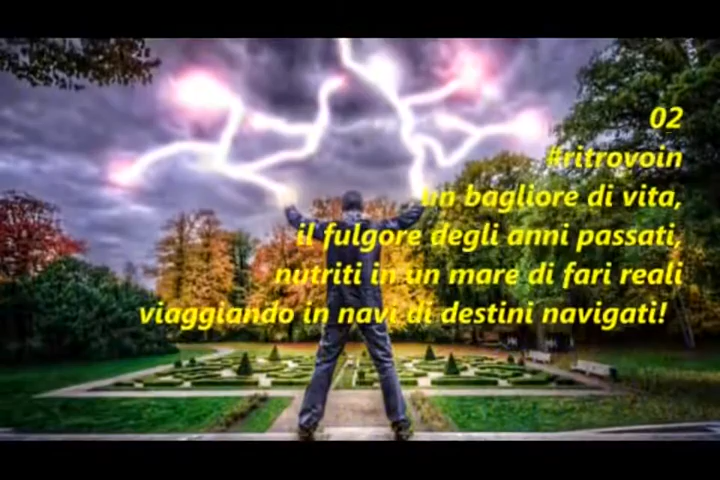 02
#ritrovoin
un bagliore di vita,
il fulgore degli anni passati,
nutriti in un mare di fari reali
viaggiando in navi di destini navigati!